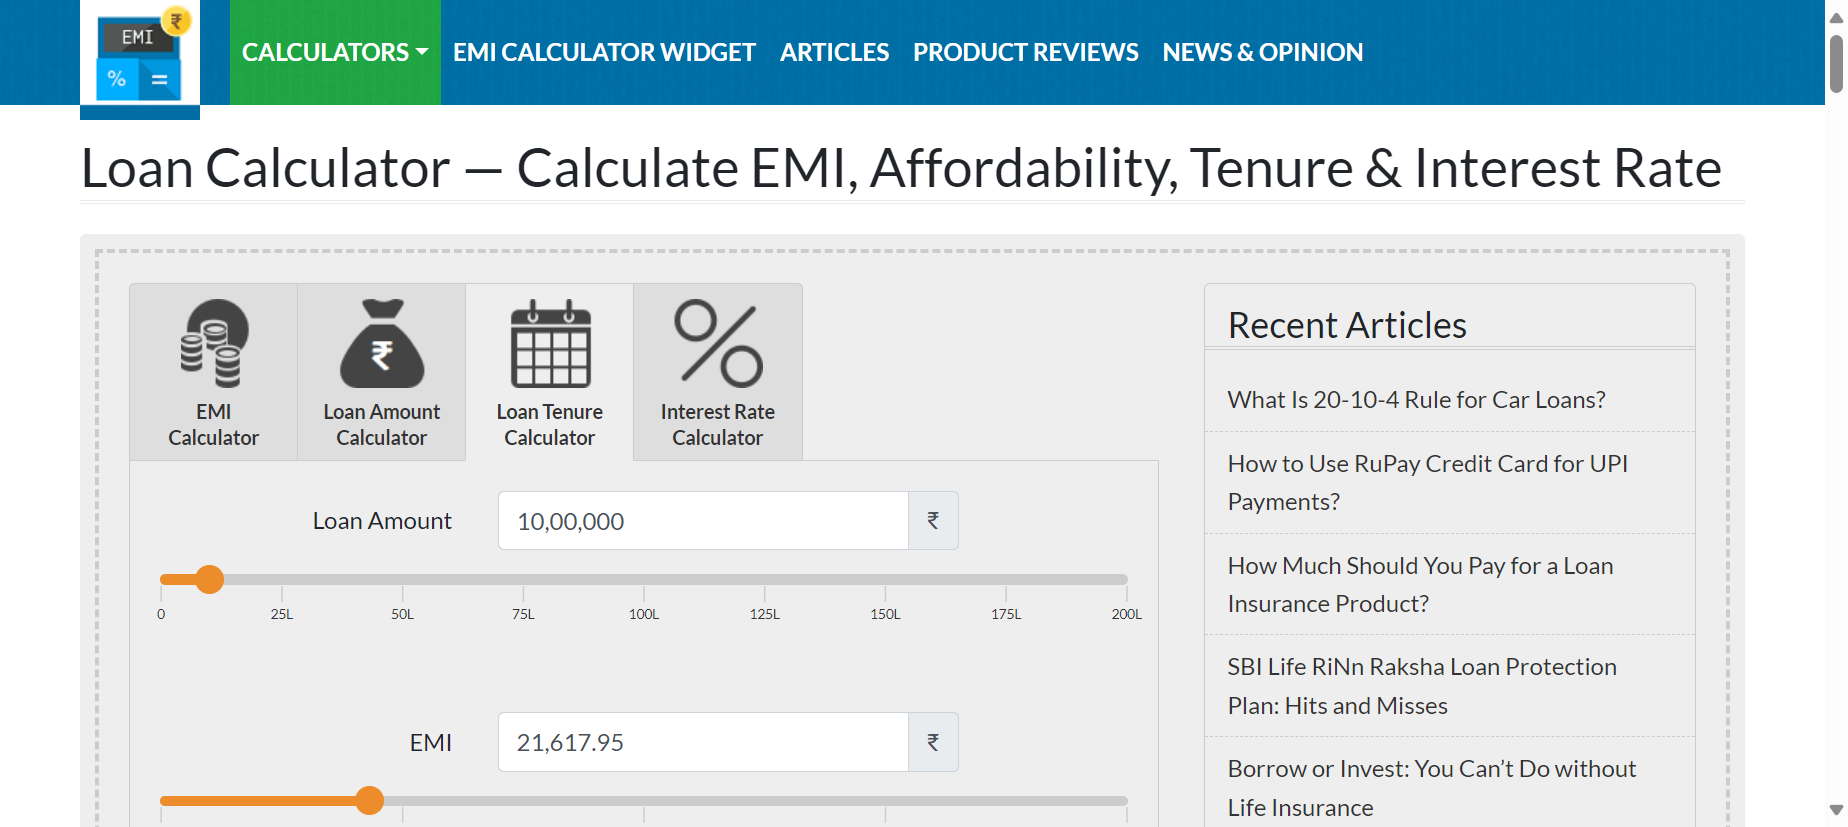 EMI
₹
%
=
CALCULATORS
EMI CALCULATOR WIDGET
ARTICLES
PRODUCT REVIEWS
NEWS & OPINION
Loan Calculator — Calculate EMI, Affordability, Tenure & Interest Rate
EMI
Calculator
₹
Loan Amount
Calculator
Loan Tenure
Calculator
%
Interest Rate
Calculator
Loan Amount
10,00,000
₹
0
25L
50L
75L
100L
125L
150L
175L
200L
EMI
21,617.95
₹
Recent Articles
What Is 20-10-4 Rule for Car Loans?
How to Use RuPay Credit Card for UPI
Payments?
How Much Should You Pay for a Loan
Insurance Product?
SBI Life RiNn Raksha Loan Protection
Plan: Hits and Misses
Borrow or Invest: You Can’t Do without
Life Insurance